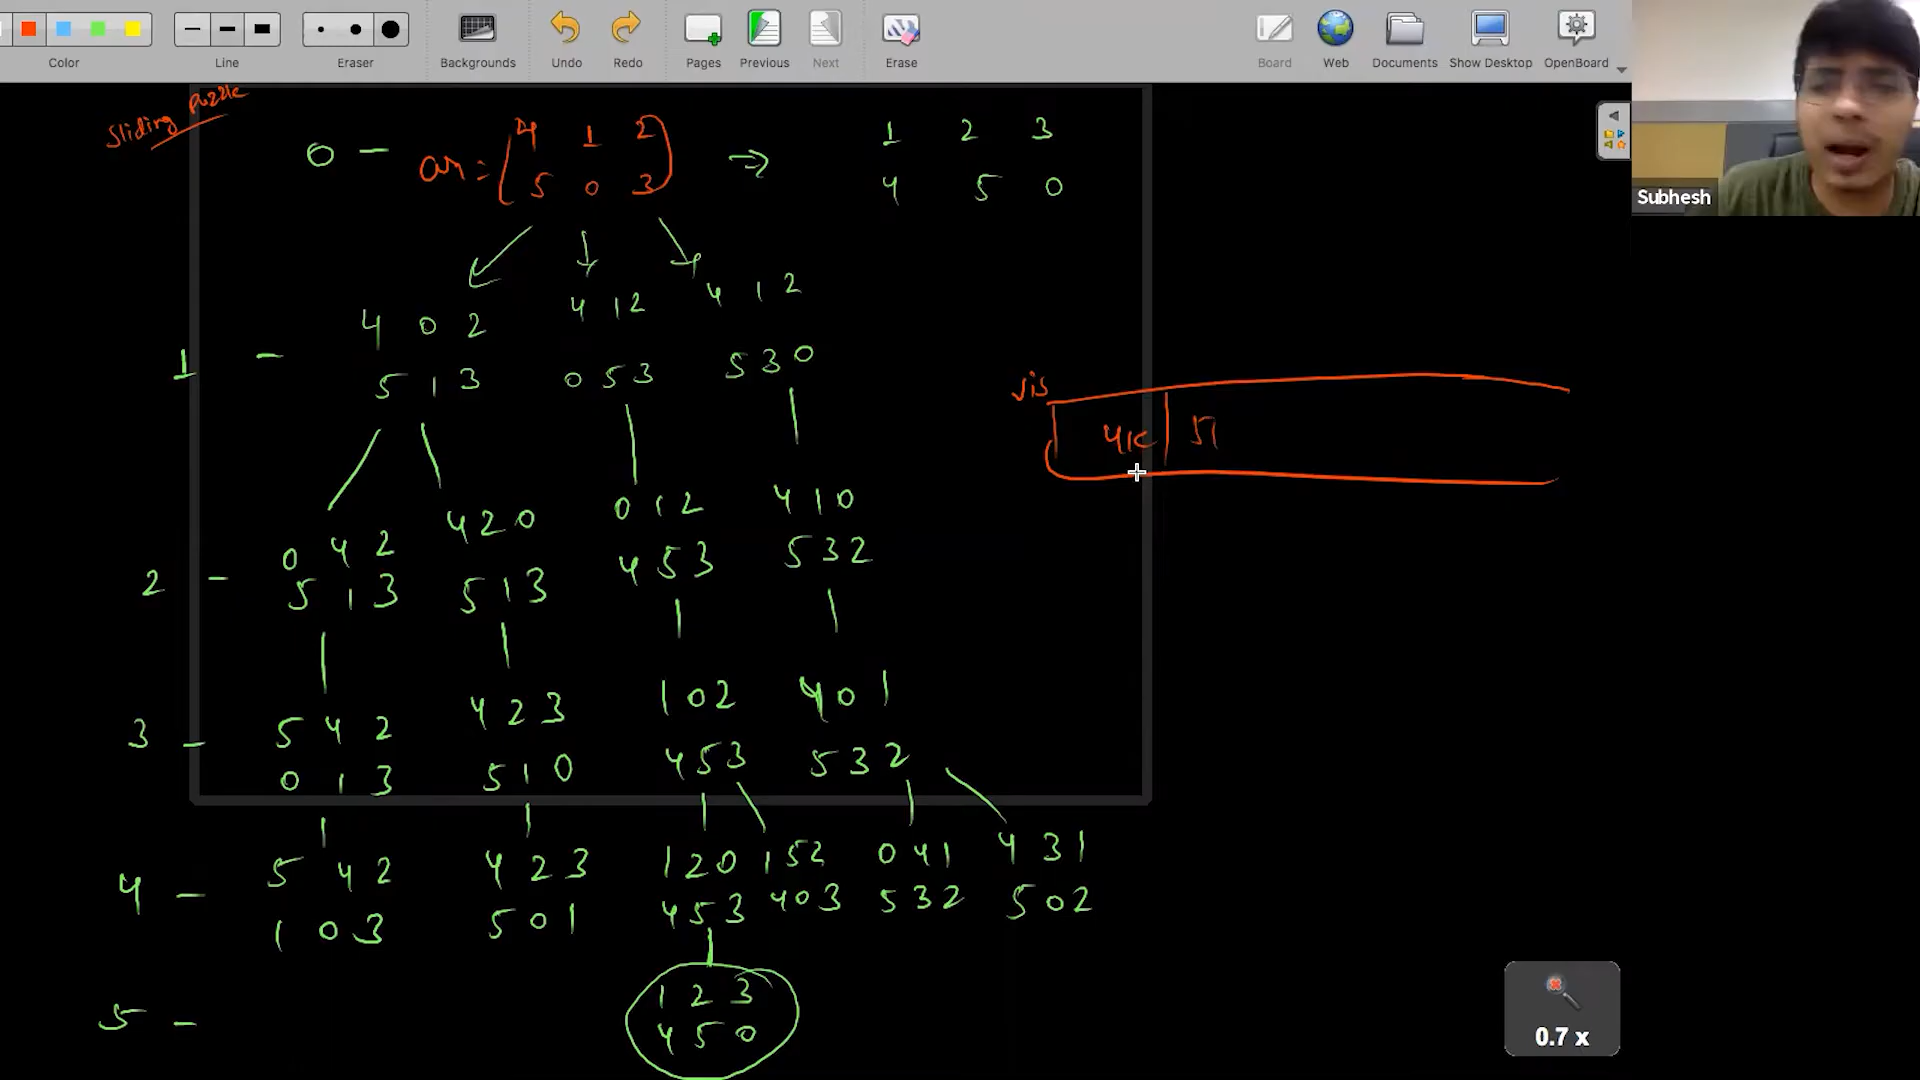 Color
Line
Eraser
Backgrounds
Undo
Redo
Pages
Previous
Next
Erase
Board
Web
Documents
Show Desktop
OpenBoard
Subhesh
Sliding Puzzle
0 - arr = 4 1 2 → 1 2 3
5 0 3 4 5 0
4 0 2 4 1 2 4 1 2
1 - 5 1 3 0 5 3 5 3 0
vis
51
0 4 2 4 2 0 0 1 2 4 1 0
2 - 5 1 3 5 1 3 4 5 3 5 3 2
5 4 2 4 2 3 1 0 2 4 0 1
3 - 0 1 3 5 1 0 4 5 3 5 3 2
5 4 2 4 2 3 1 2 0 1 5 2 0 4 1 4 3 1
4 - 1 0 3 5 0 1 4 5 3 4 0 3 5 3 2 5 0 2
1 2 3
5 - 4 5 0
0.7 x